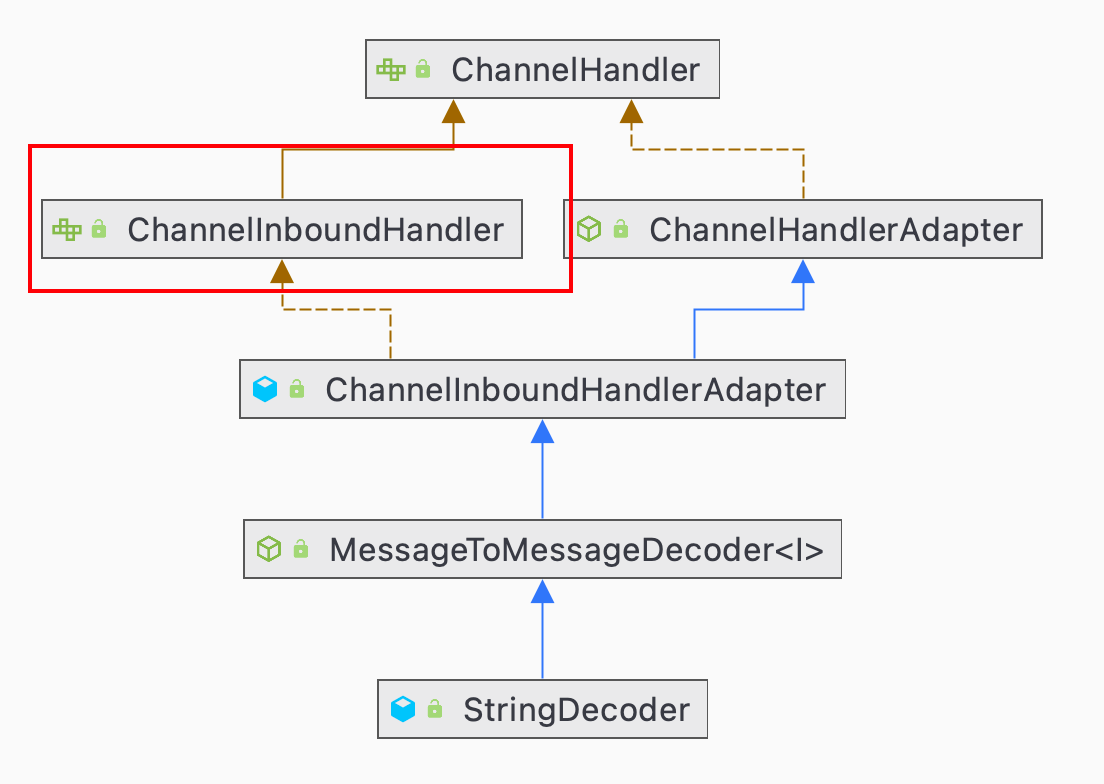 ChannelHandler
ChannelInboundHandler
ChannelHandlerAdapter
ChannelInboundHandlerAdapter
MessageToMessageDecoder<I>
StringDecoder